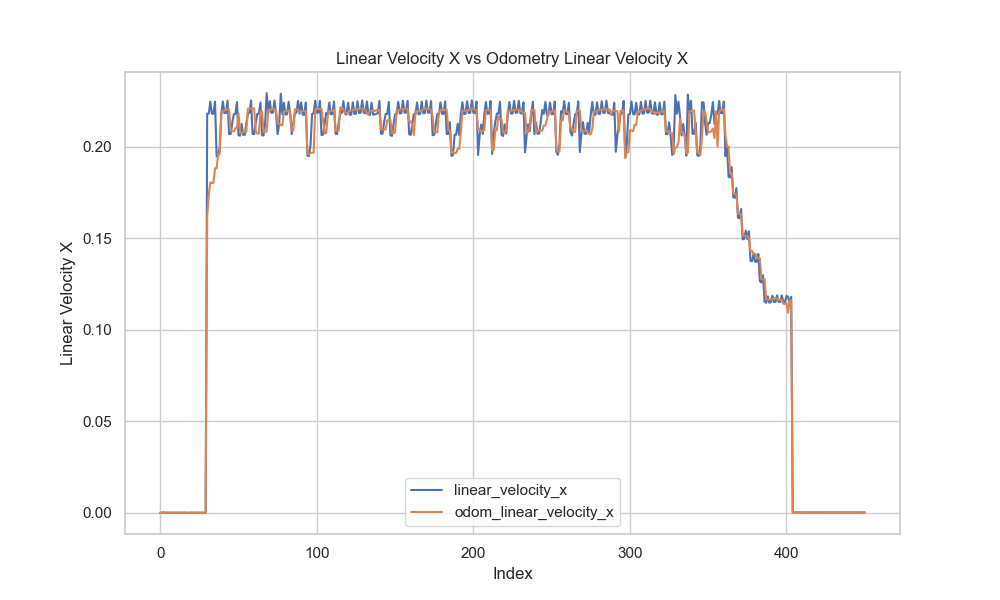 Linear Velocity X vs Odometry Linear Velocity X
Linear Velocity X
0.20
0.15
0.10
0.05
0.00
linear_velocity_x
odom_linear_velocity_x
0 100 200 300 400
Index